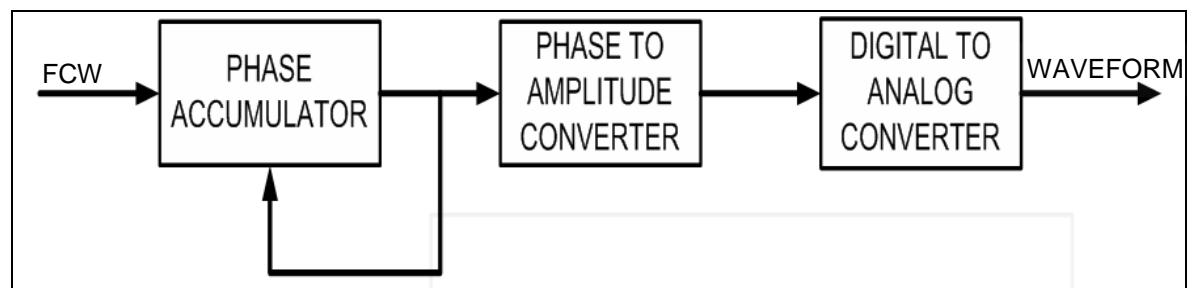 FCW
PHASE
ACCUMULATOR
PHASE TO
AMPLITUDE
CONVERTER
DIGITAL TO
ANALOG
CONVERTER
WAVEFORM